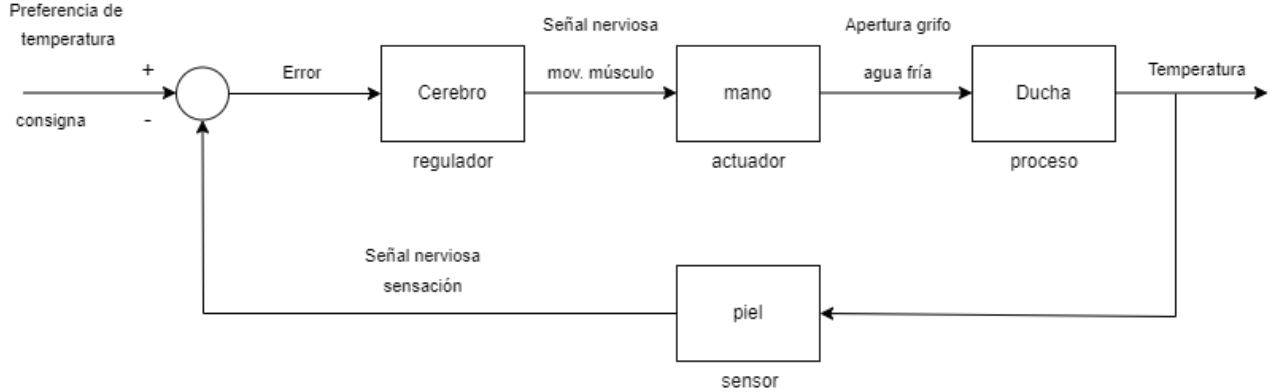 Preferencia de
temperatura
+
consigna
-
Error
Cerebro
regulador
Señal nerviosa
mov. músculo
mano
actuador
Apertura grifo
agua fría
Ducha
proceso
Temperatura
Señal nerviosa
sensación
piel
sensor